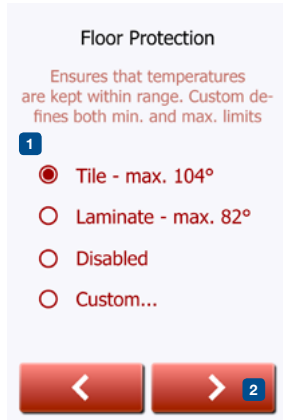 Floor Protection
Ensures that temperatures
are kept within range. Custom de-
fines both min. and max. limits
1
Tile - max. 104°
Laminate - max. 82°
Disabled
Custom...
2